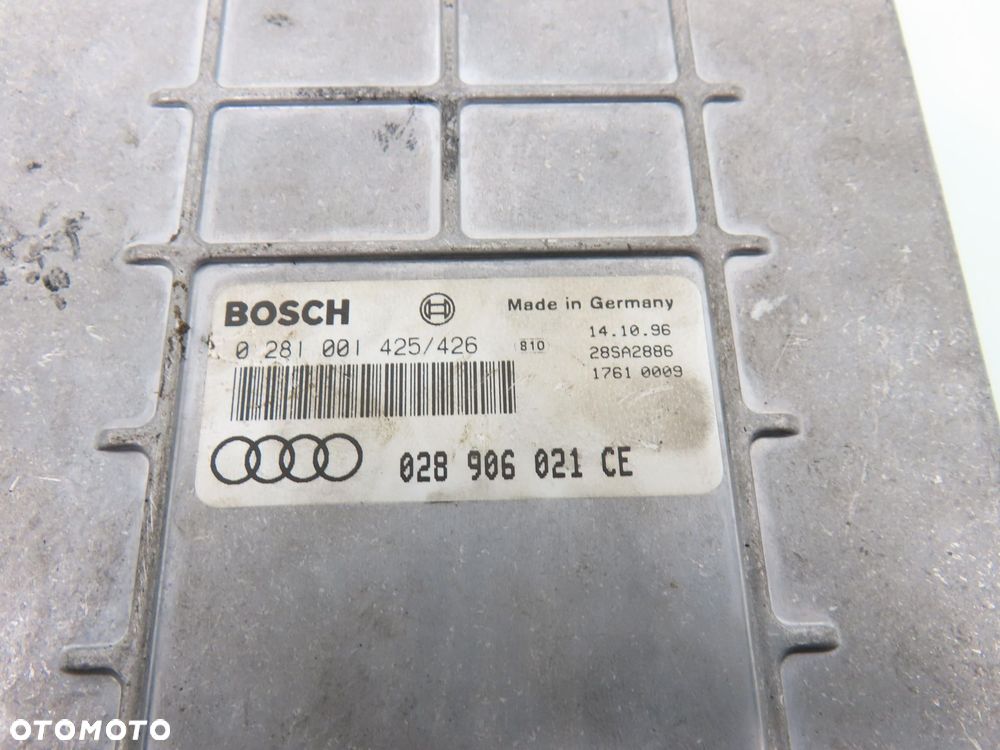 BOSCH
Made in Germany
0 281 001 425/426
810
14.10.96
28SA2886
1761 0009
028 906 021 CE
OTOMOTO